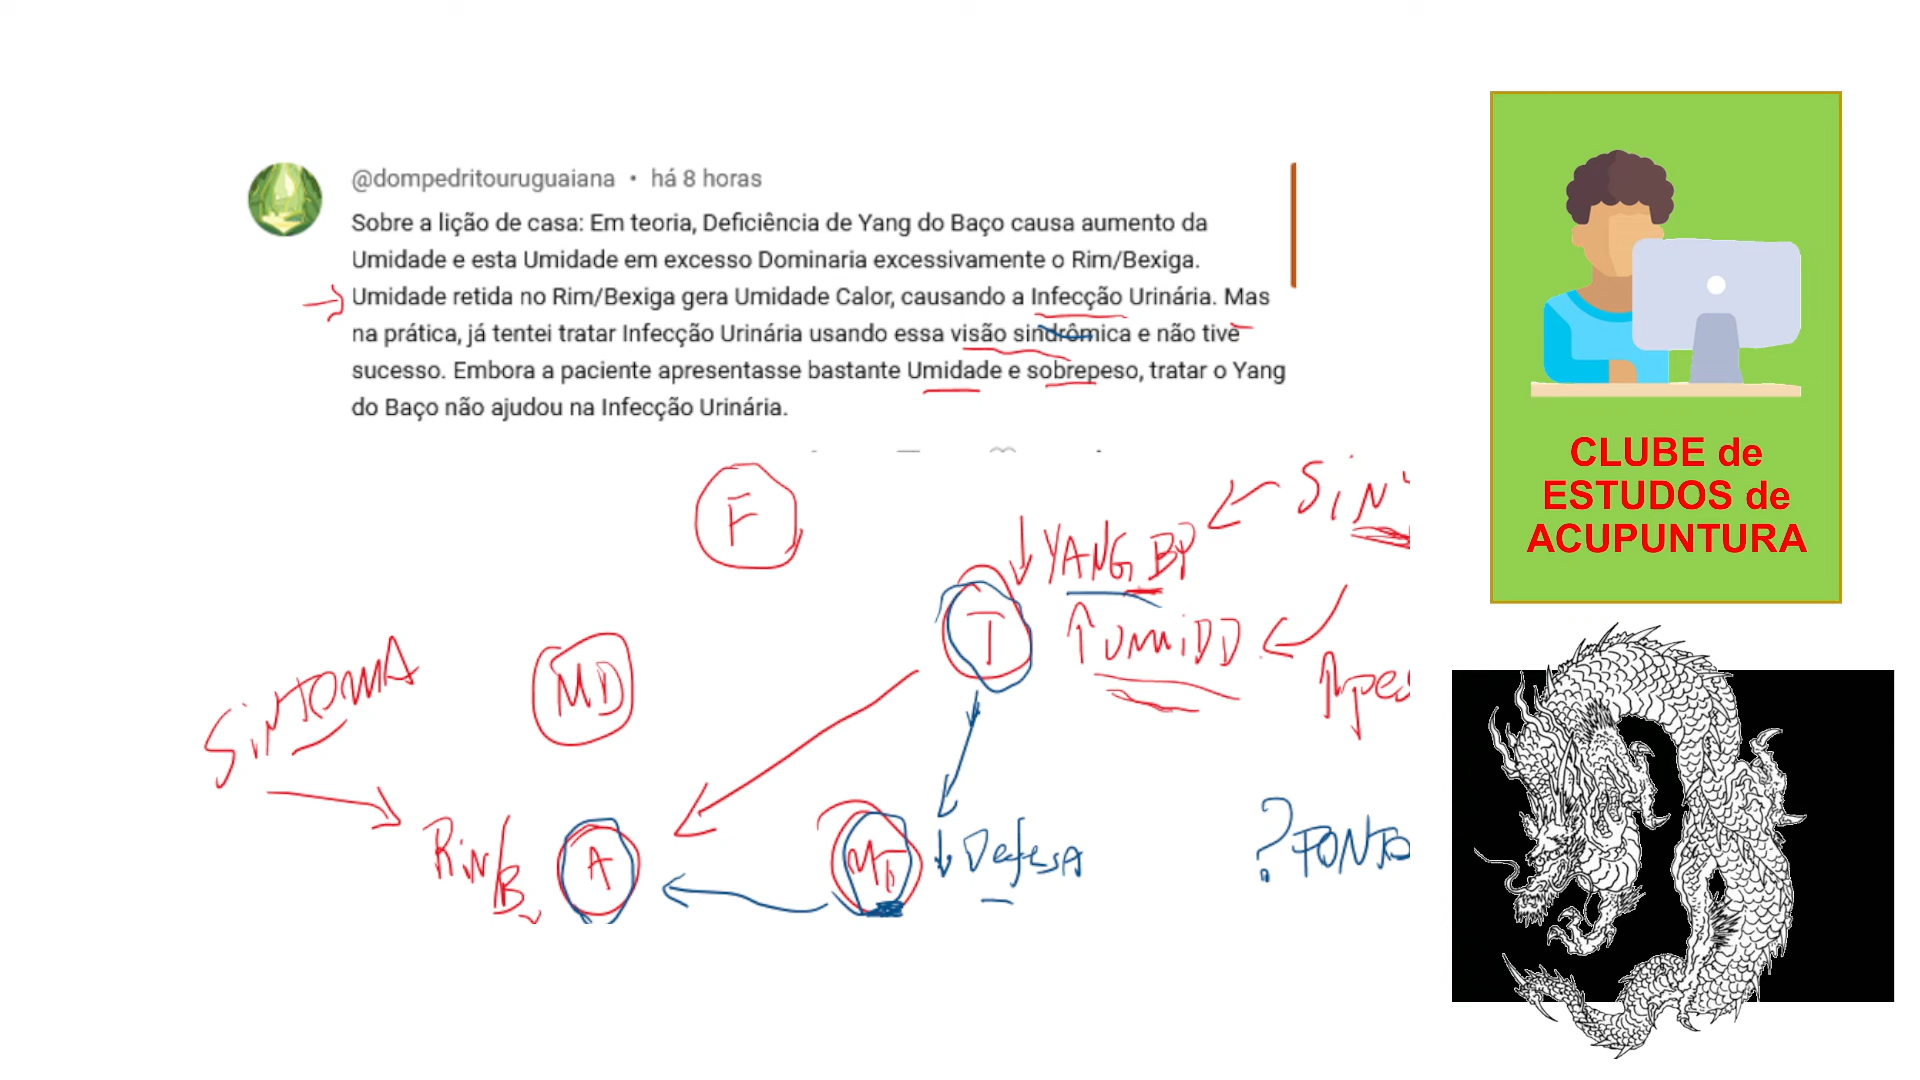 @dompedritouruguaiana • há 8 horas
Sobre a lição de casa: Em teoria, Deficiência de Yang do Baço causa aumento da
Umidade e esta Umidade em excesso Dominaria excessivamente o Rim/Bexiga.
Umidade retida no Rim/Bexiga gera Umidade Calor, causando a Infecção Urinária. Mas
na prática, já tentei tratar Infecção Urinária usando essa visão sindrômica e não tive
sucesso. Embora a paciente apresentasse bastante Umidade e sobrepeso, tratar o Yang
do Baço não ajudou na Infecção Urinária.
CLUBE de
ESTUDOS de
ACUPUNTURA
F
SiN
↓ YANG BP
T
↑ UMiDD
SiNTOMA
MD
Rin/B
A
MT
↓ DefesA
? PONTO